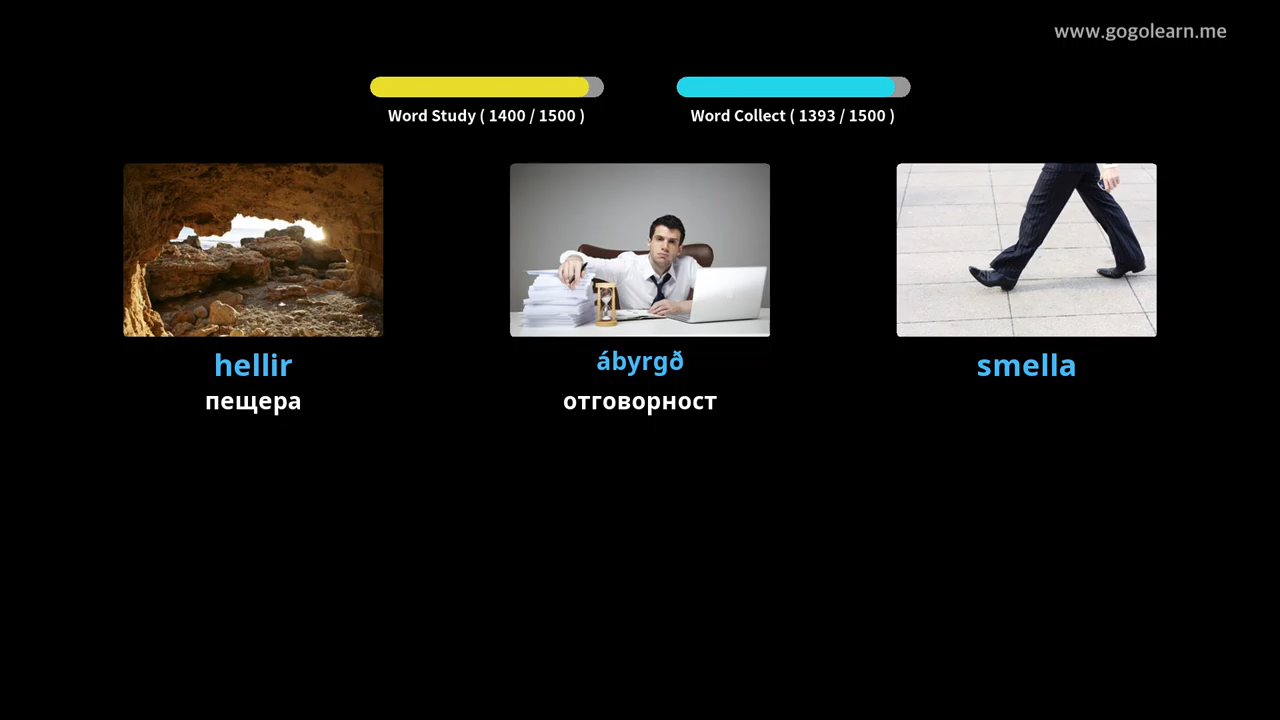 www.gogolearn.me
Word Study ( 1400 / 1500 )
Word Collect ( 1393 / 1500 )
hellir
пещера
ábyrgð
отговорност
smella